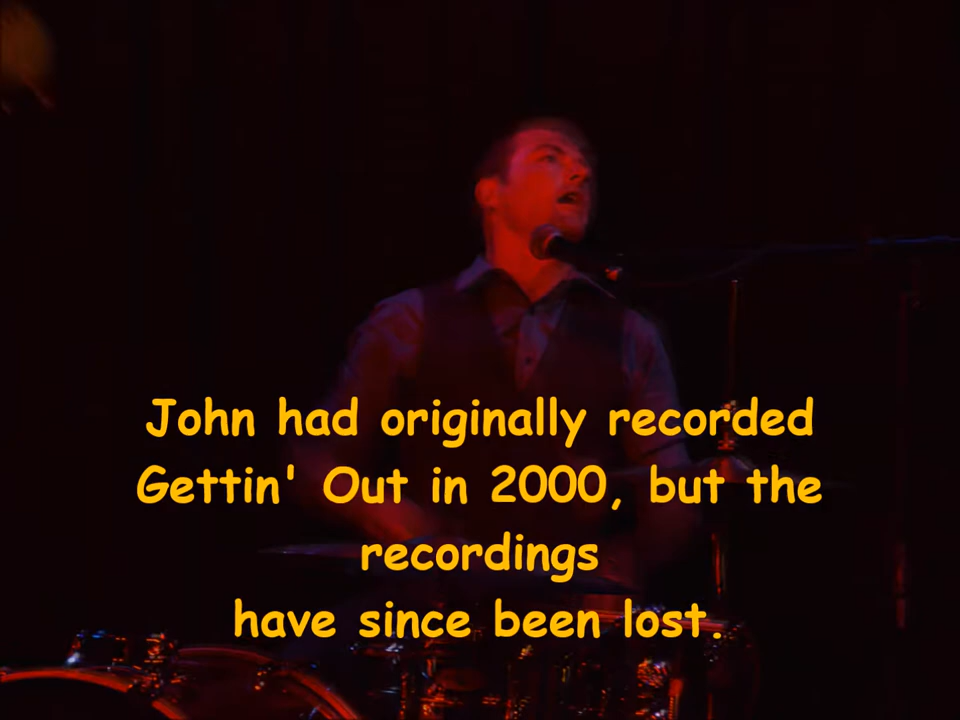 John had originally recorded
Gettin' Out in 2000, but the
recordings
have since been lost.